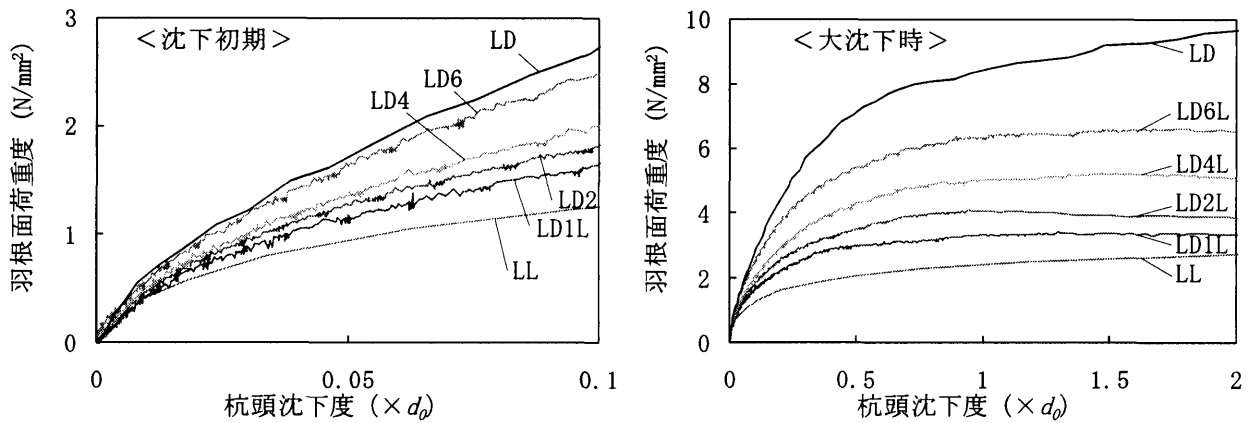 <沈下初期>
羽根面荷重度 (N/mm²)
3
2
1
0
LD
LD6
LD4
LD2
LD1L
LL
0
0.05
0.1
杭頭沈下度 (×d₀)
<大沈下時>
羽根面荷重度 (N/mm²)
10
8
6
4
2
0
LD
LD6L
LD4L
LD2L
LD1L
LL
0
0.5
1
1.5
2
杭頭沈下度 (×d₀)